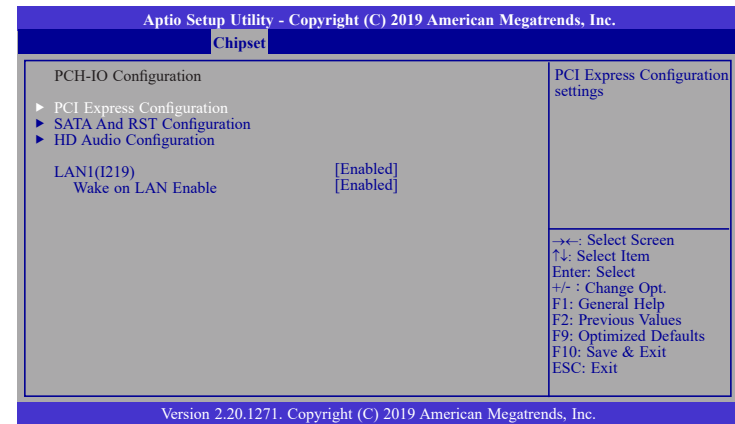 Aptio Setup Utility - Copyright (C) 2019 American Megatrends, Inc.
Chipset
PCH-IO Configuration
► PCI Express Configuration
► SATA And RST Configuration
► HD Audio Configuration
LAN1(I219) [Enabled]
Wake on LAN Enable [Enabled]
PCI Express Configuration
settings
→←: Select Screen
↑↓: Select Item
Enter: Select
+/- : Change Opt.
F1: General Help
F2: Previous Values
F9: Optimized Defaults
F10: Save & Exit
ESC: Exit
Version 2.20.1271. Copyright (C) 2019 American Megatrends, Inc.